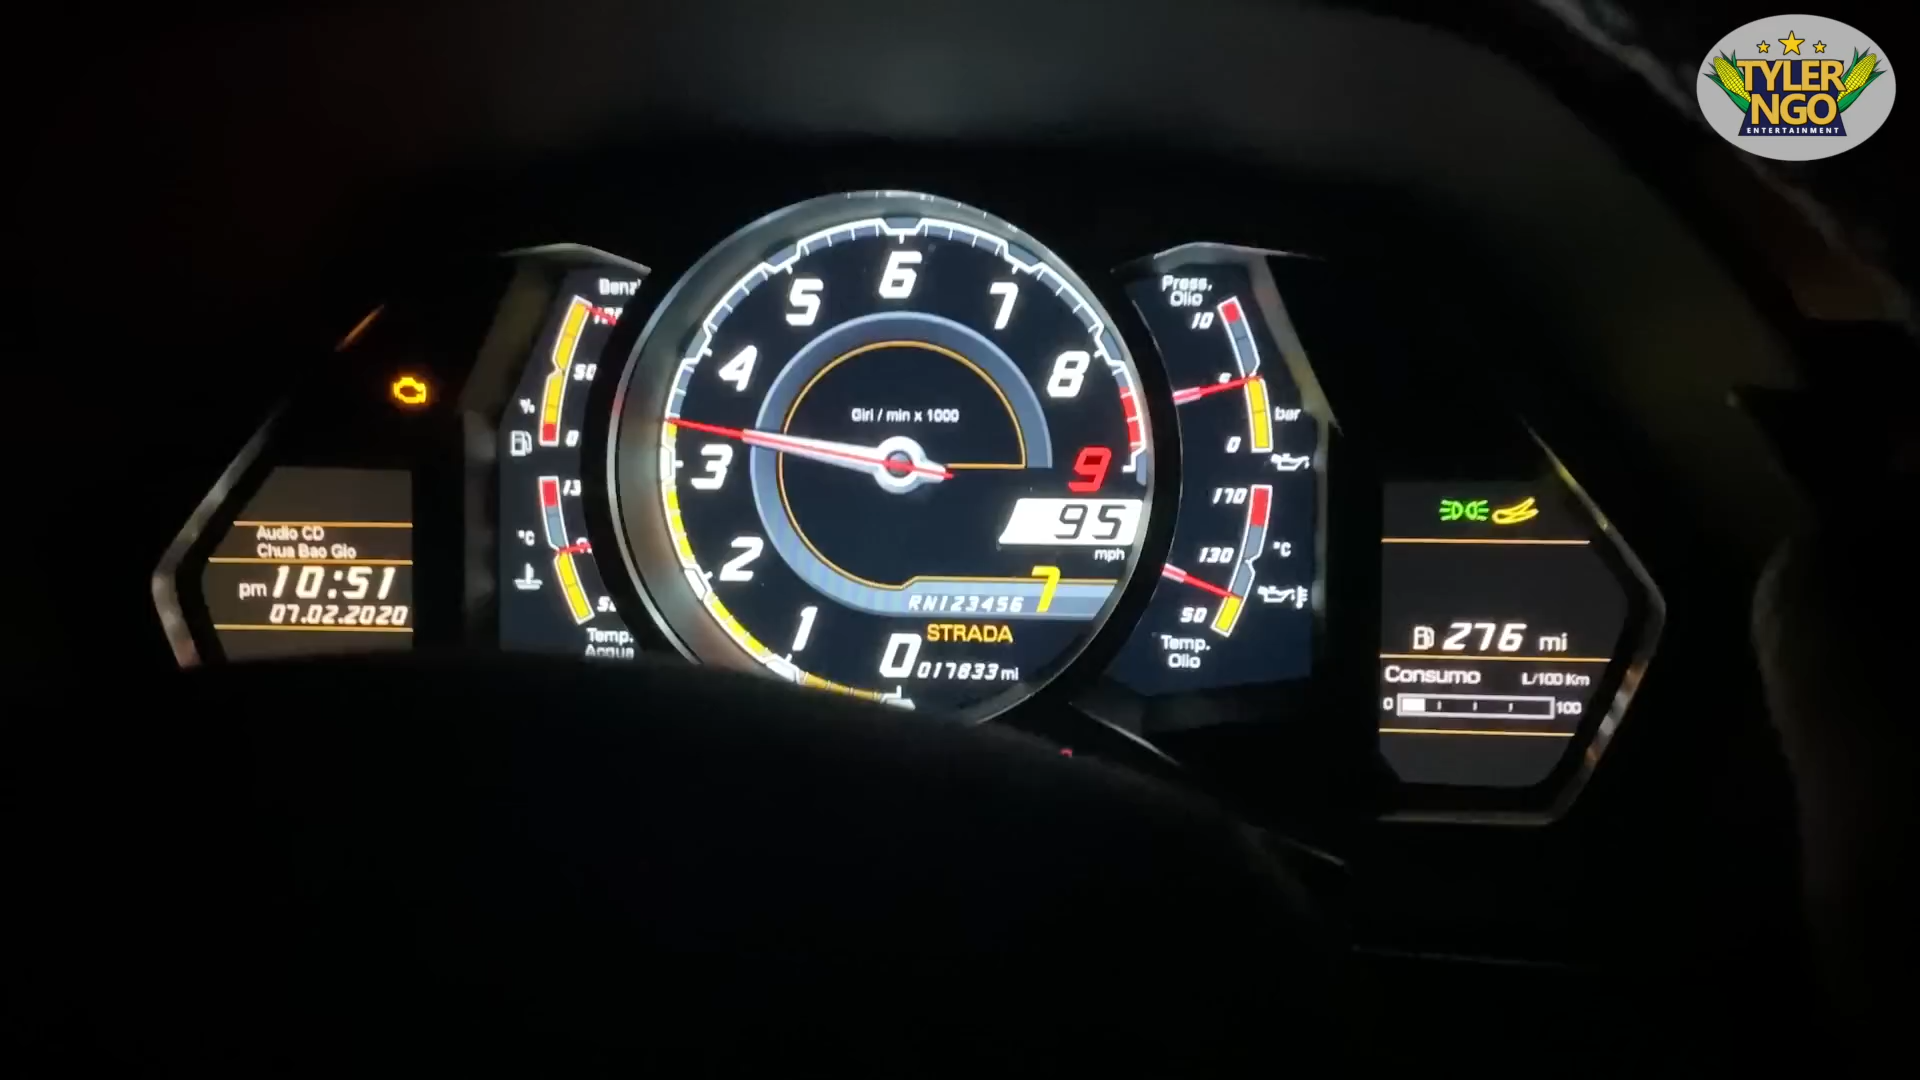 TYLER
NGO
ENTERTAINMENT
Audio CD
Chua Bao Gio
pm 10:51
07.02.2020
100
50
%
0
°C
Temp.
Acqua
Giri / min x 1000
0
1
2
3
4
5
6
7
8
9
95
mph
RN123456 7
STRADA
017833 mi
Press.
Olio
10
bar
0
170
130
°C
50
Temp.
Olio
276 mi
Consumo L/100 Km
0 100